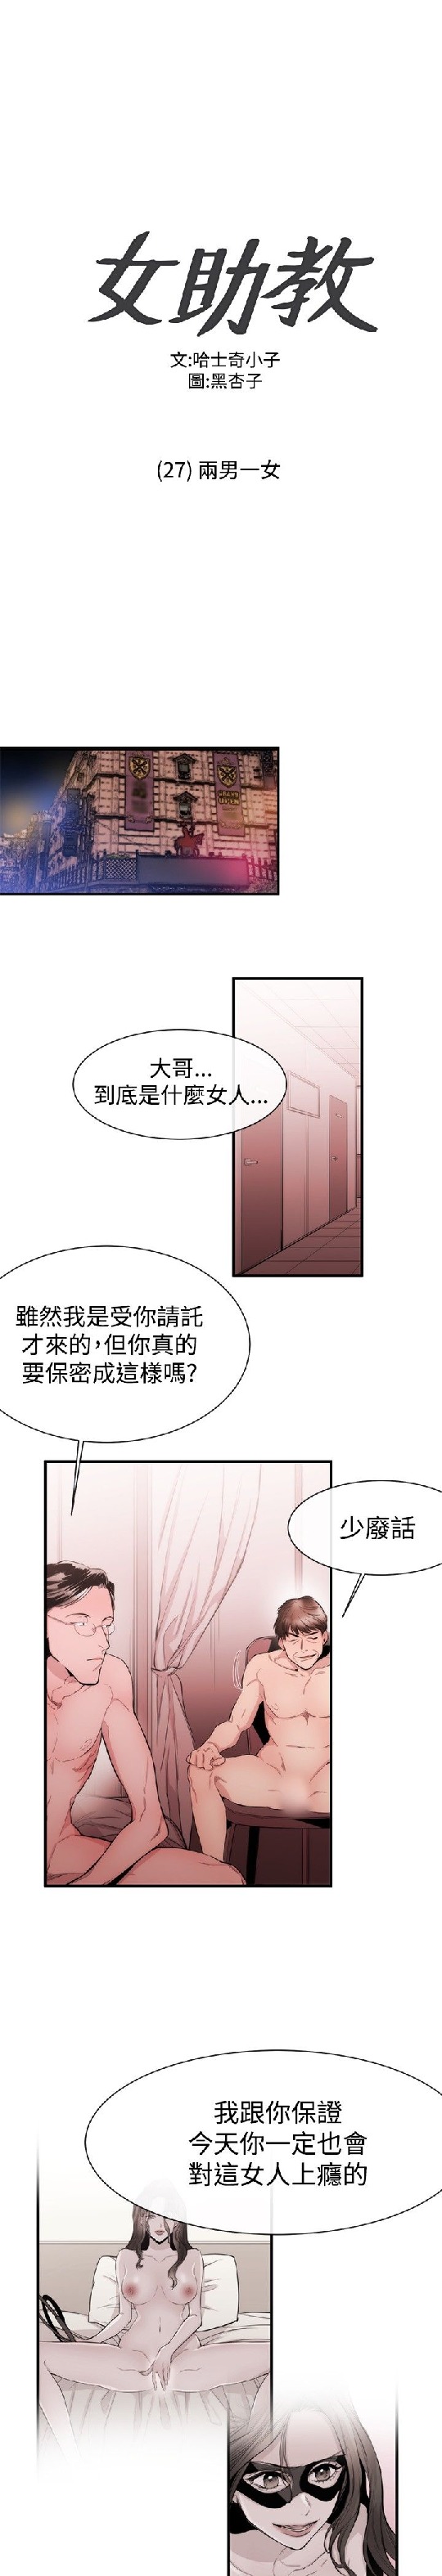 女助教
文:哈士奇小子
圖:黑杏子
(27) 兩男一女
大哥...
到底是什麼女人...
雖然我是受你請託
才來的,但你真的
要保密成這樣嗎?
少廢話
我跟你保證
今天你一定也會
對這女人上癮的